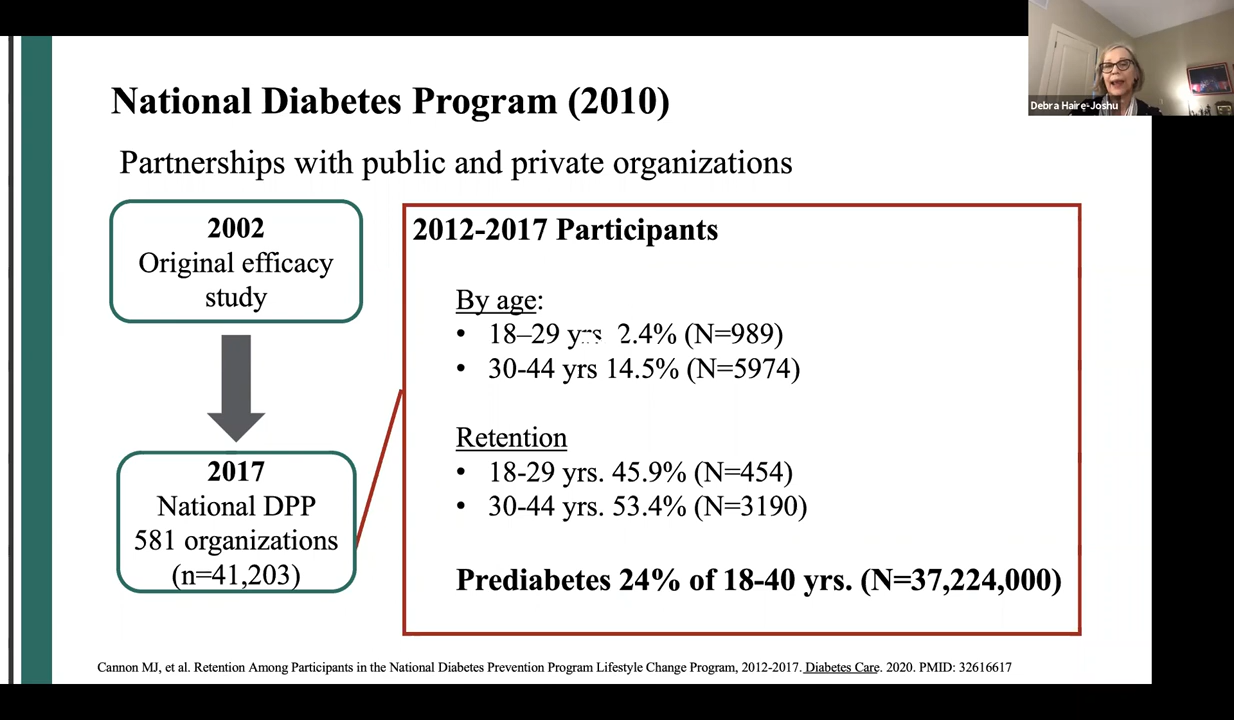 National Diabetes Program (2010)
Partnerships with public and private organizations
2002
Original efficacy
study
2017
National DPP
581 organizations
(n=41,203)
2012-2017 Participants
By age:
• 18–29 yrs 2.4% (N=989)
• 30-44 yrs 14.5% (N=5974)
Retention
• 18-29 yrs. 45.9% (N=454)
• 30-44 yrs. 53.4% (N=3190)
Prediabetes 24% of 18-40 yrs. (N=37,224,000)
Cannon MJ, et al. Retention Among Participants in the National Diabetes Prevention Program Lifestyle Change Program, 2012-2017. Diabetes Care. 2020. PMID: 32616617
Debra Haire-Joshu